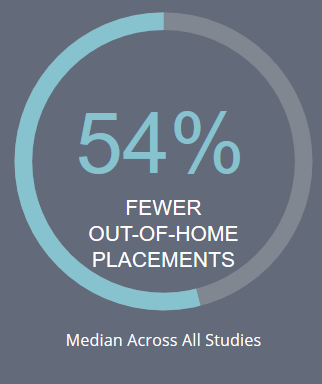 54%
FEWER
OUT-OF-HOME
PLACEMENTS
Median Across All Studies